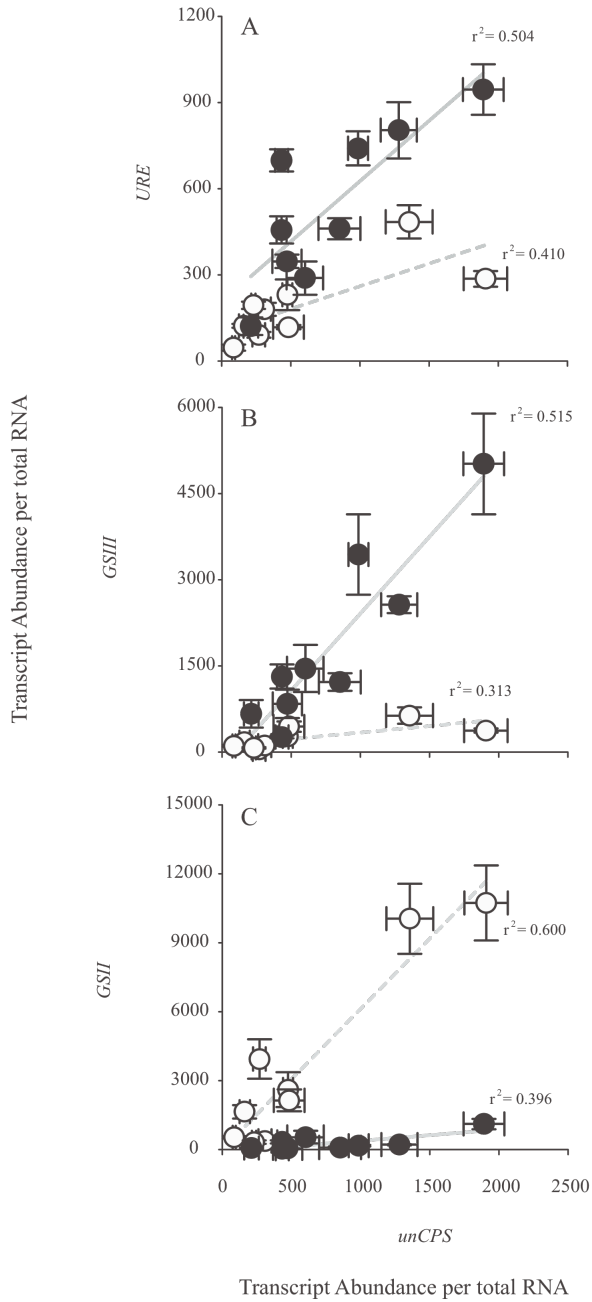 A
r²= 0.504
1200
900
600
300
0
URE
r²= 0.410
B
r²= 0.515
6000
4500
3000
1500
0
GSIII
r²= 0.313
Transcript Abundance per total RNA
C
15000
12000
9000
6000
3000
0
GSII
r²= 0.600
r²= 0.396
0 500 1000 1500 2000 2500
unCPS
Transcript Abundance per total RNA